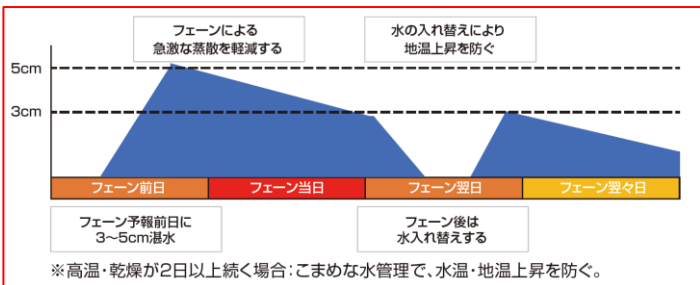 フェーンによる
急激な蒸散を軽減する
水の入れ替えにより
地温上昇を防ぐ
5cm
3cm
フェーン前日
フェーン当日
フェーン翌日
フェーン翌々日
フェーン予報前日に
3〜5cm湛水
フェーン後は
水入れ替えする
※高温・乾燥が2日以上続く場合：こまめな水管理で、水温・地温上昇を防ぐ。